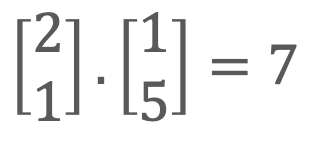 [2 1] . [1 5] = 7